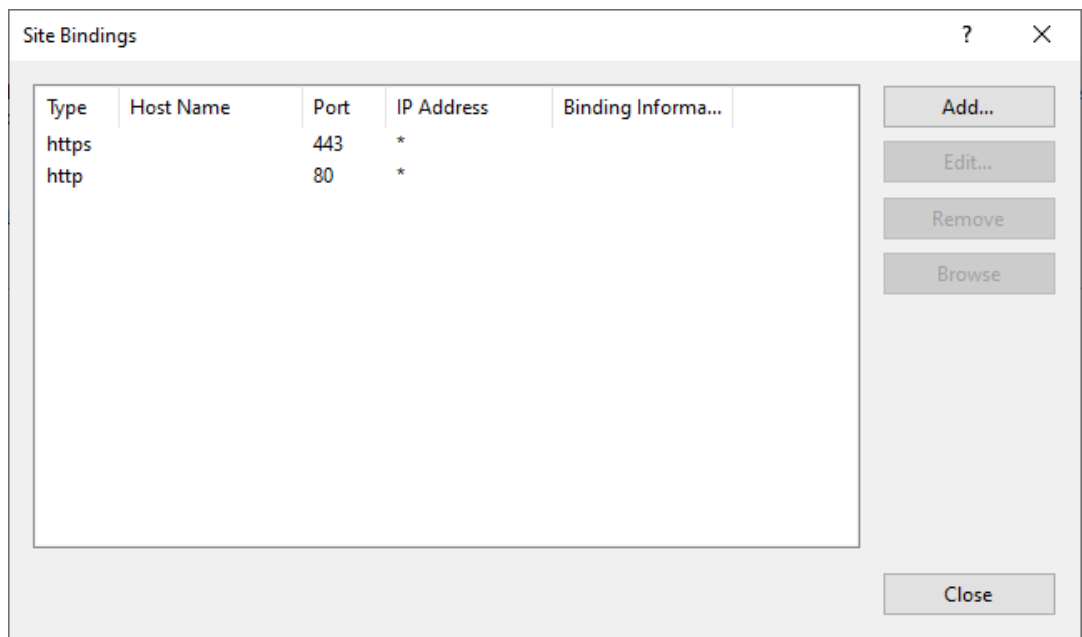 Site Bindings ?
Type Host Name Port IP Address Binding Informa...
https 443 *
http 80 *
Add...
Edit...
Remove
Browse
Close